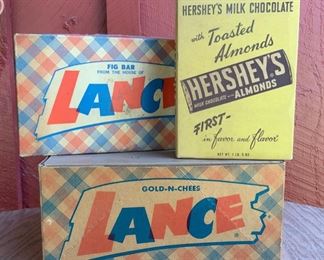 FIG BAR
FROM THE HOUSE OF
LANCE
HERSHEY'S MILK CHOCOLATE
with Toasted
Almonds
HERSHEY'S
MILK CHOCOLATE WITH ALMONDS
FIRST-
in favor and flavor
GOLD-N-CHEES
LANCE